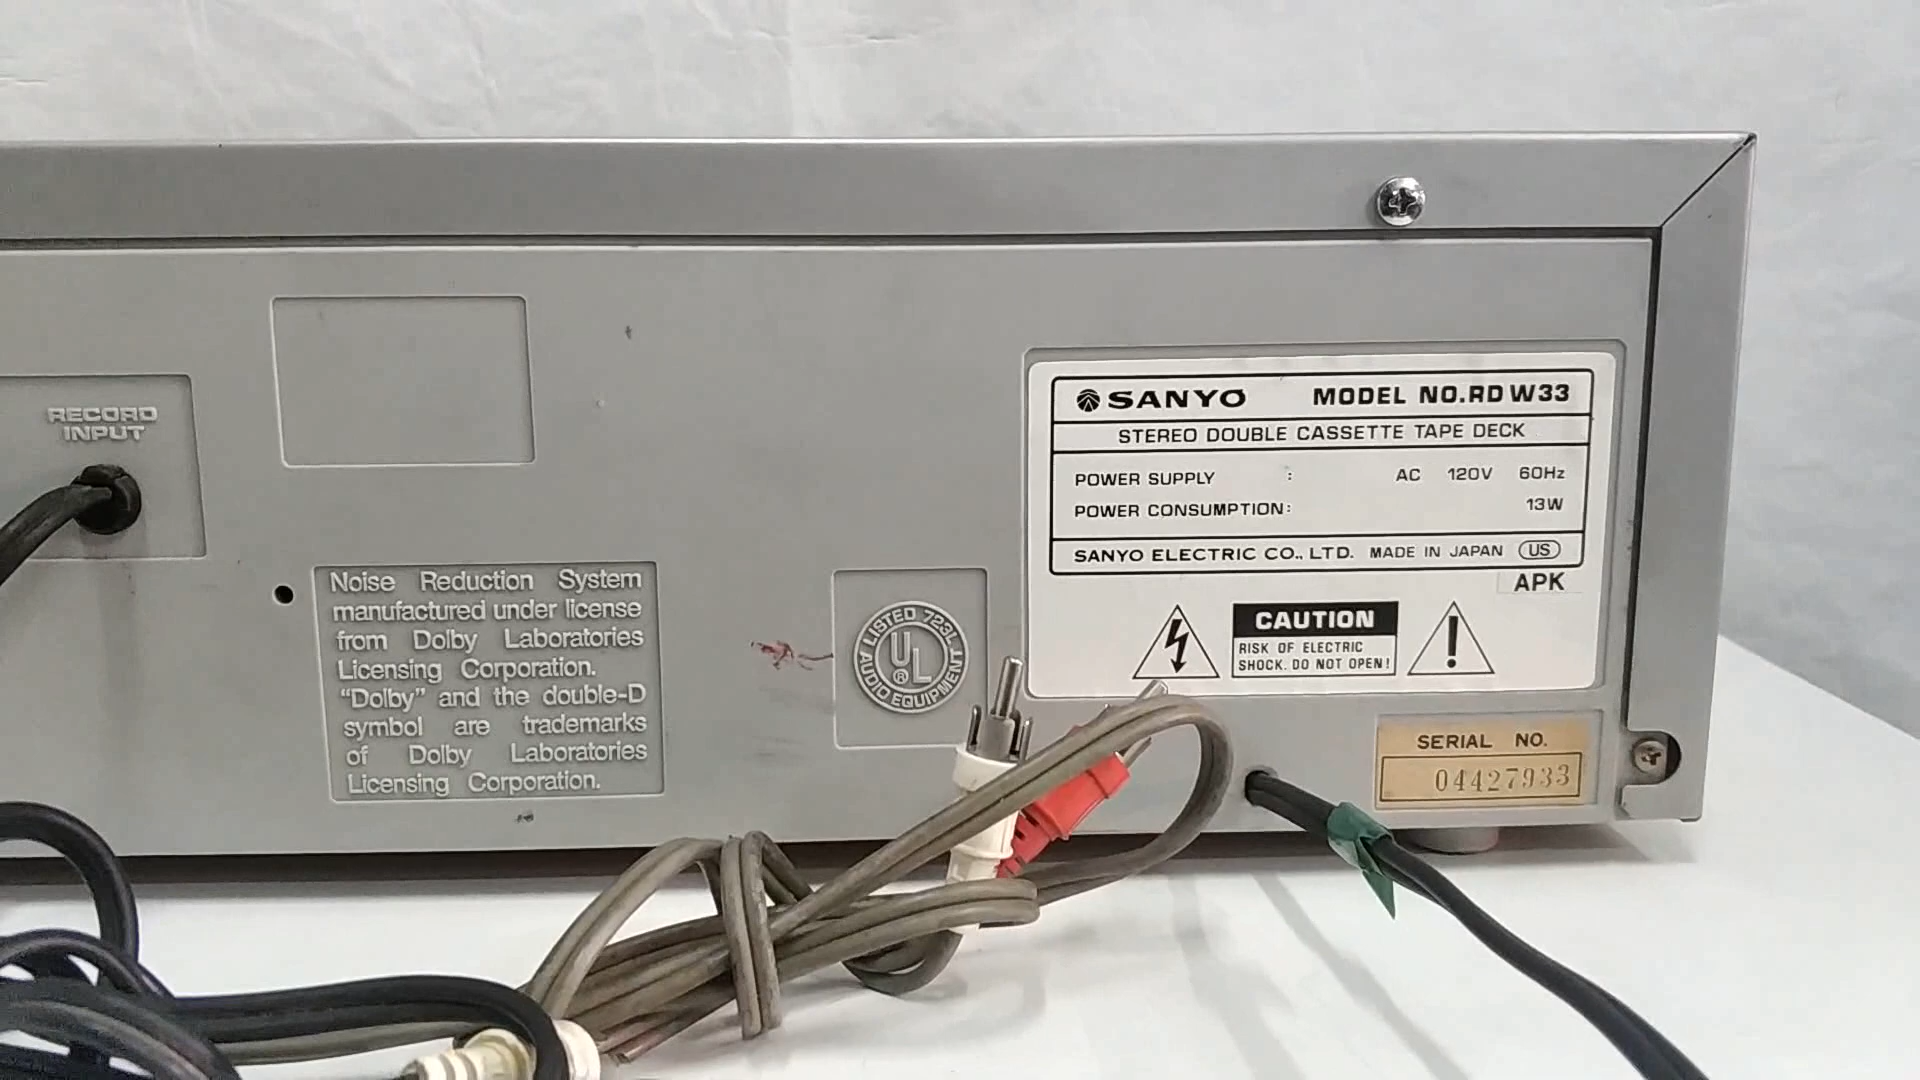 RECORD
INPUT
Noise Reduction System
manufactured under license
from Dolby Laboratories
Licensing Corporation.
“Dolby” and the double-D
symbol are trademarks
of Dolby Laboratories
Licensing Corporation.
LISTED 723L
UL
®
AUDIO EQUIPMENT
SANYO MODEL NO.RD W33
STEREO DOUBLE CASSETTE TAPE DECK
POWER SUPPLY : AC 120V 60Hz
POWER CONSUMPTION: 13W
SANYO ELECTRIC CO., LTD. MADE IN JAPAN US
APK
CAUTION
RISK OF ELECTRIC
SHOCK. DO NOT OPEN!
SERIAL NO.
04427933